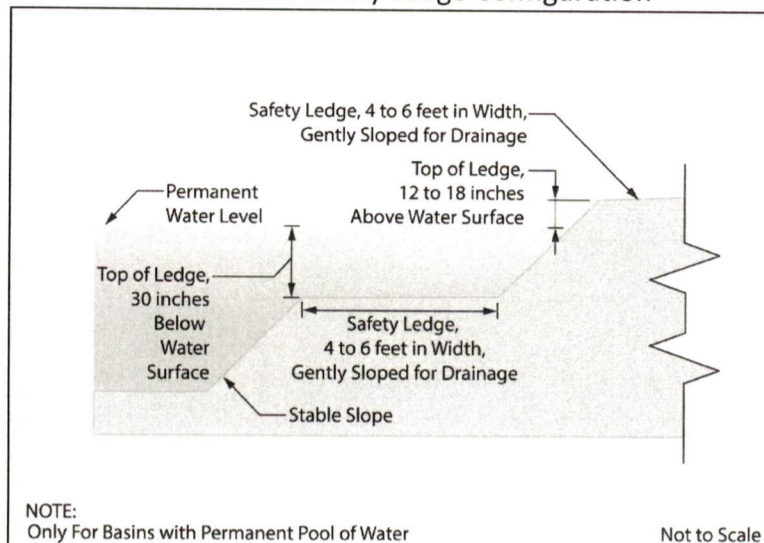 Configuration
Safety Ledge, 4 to 6 feet in Width,
Gently Sloped for Drainage
Top of Ledge,
12 to 18 inches
Above Water Surface
Permanent
Water Level
Top of Ledge,
30 inches
Below
Water
Surface
Safety Ledge,
4 to 6 feet in Width,
Gently Sloped for Drainage
Stable Slope
NOTE:
Only For Basins with Permanent Pool of Water
Not to Scale